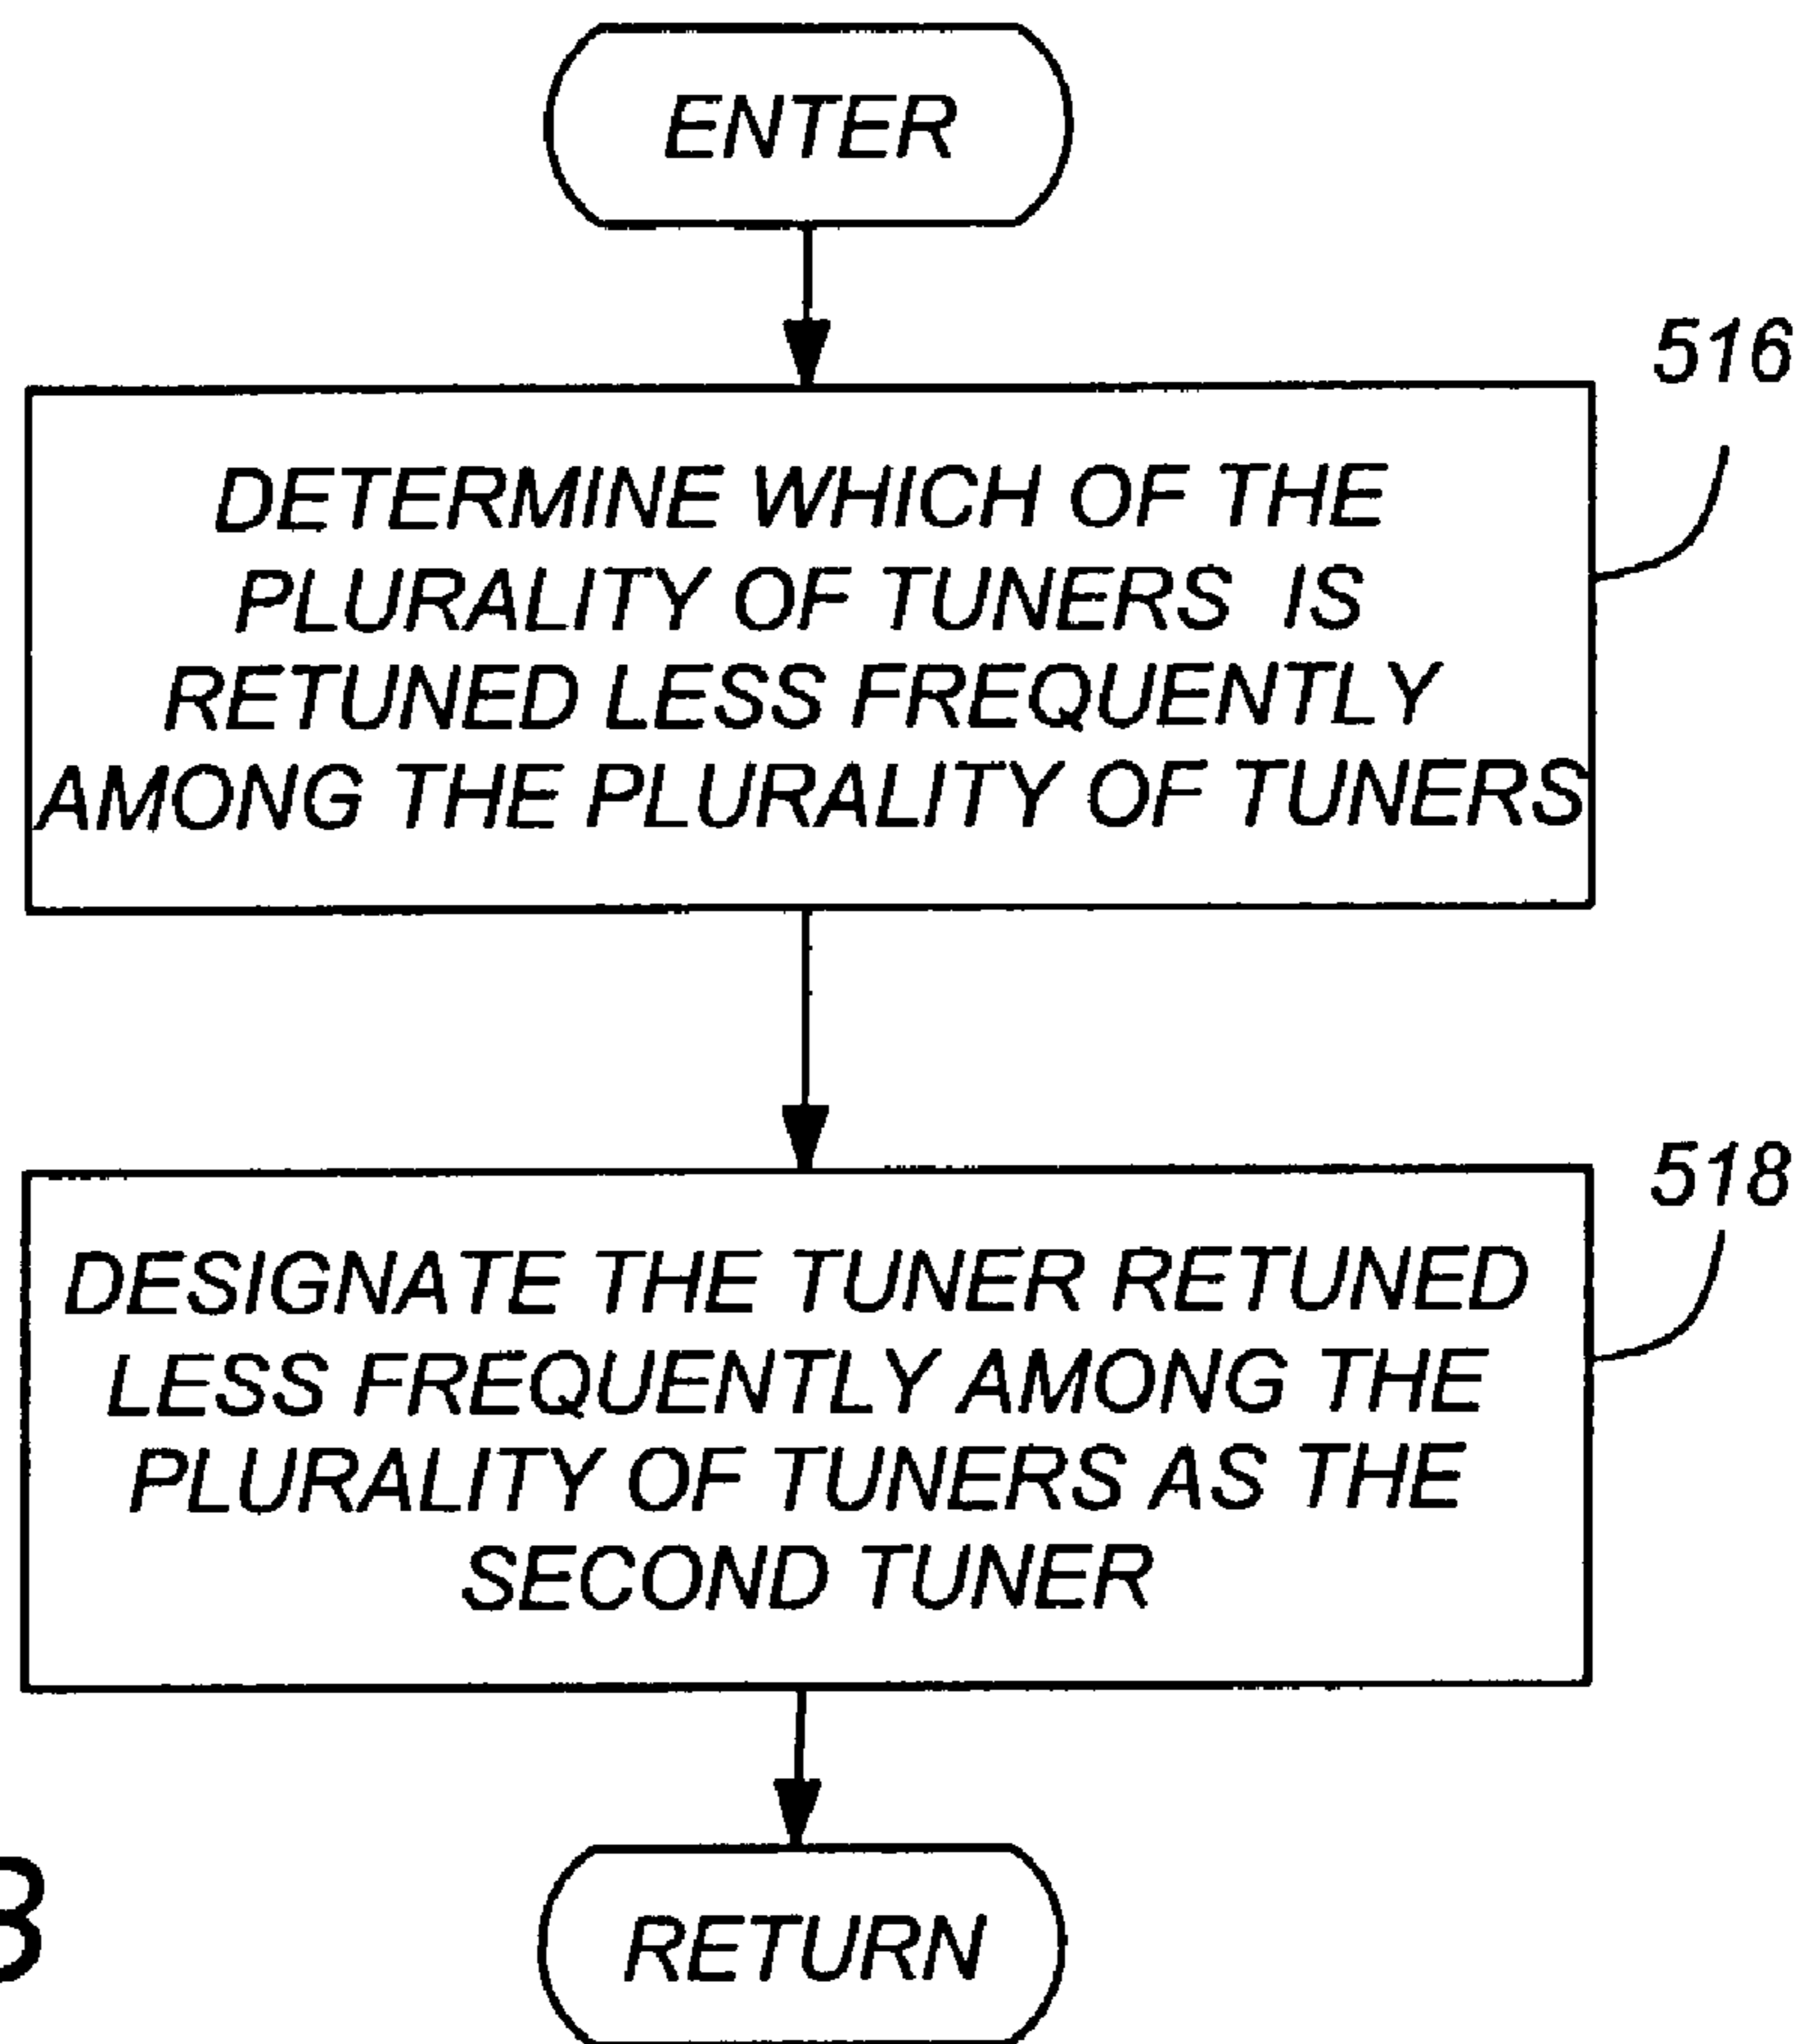 ENTER
516
DETERMINE WHICH OF THE
PLURALITY OF TUNERS IS
RETUNED LESS FREQUENTLY
AMONG THE PLURALITY OF TUNERS
518
DESIGNATE THE TUNER RETUNED
LESS FREQUENTLY AMONG THE
PLURALITY OF TUNERS AS THE
SECOND TUNER
RETURN